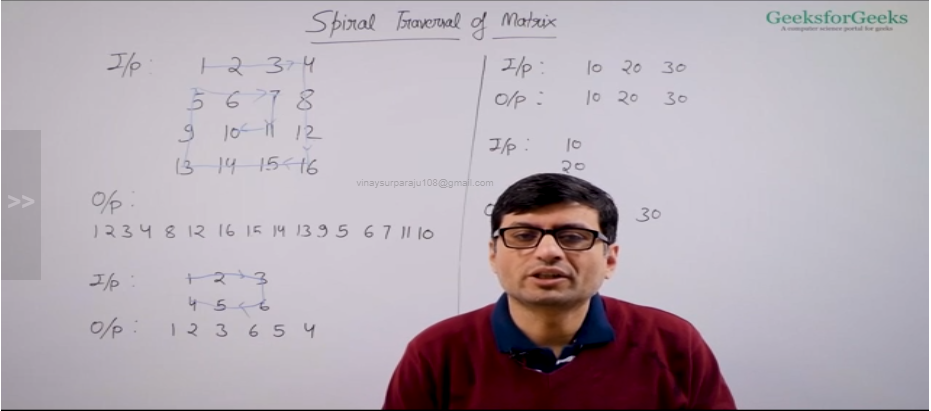 Spiral Traversal of Matrix
GeeksforGeeks
A computer science portal for geeks
I/p: 1 2 3 4
5 6 7 8
9 10 11 12
13 14 15 16
O/p:
1 2 3 4 8 12 16 15 14 13 9 5 6 7 11 10
I/p: 1 2 3
4 5 6
O/p: 1 2 3 6 5 4
I/p: 10 20 30
O/p: 10 20 30
I/p: 10
20
30
vinaysurparaju108@gmail.com
>>